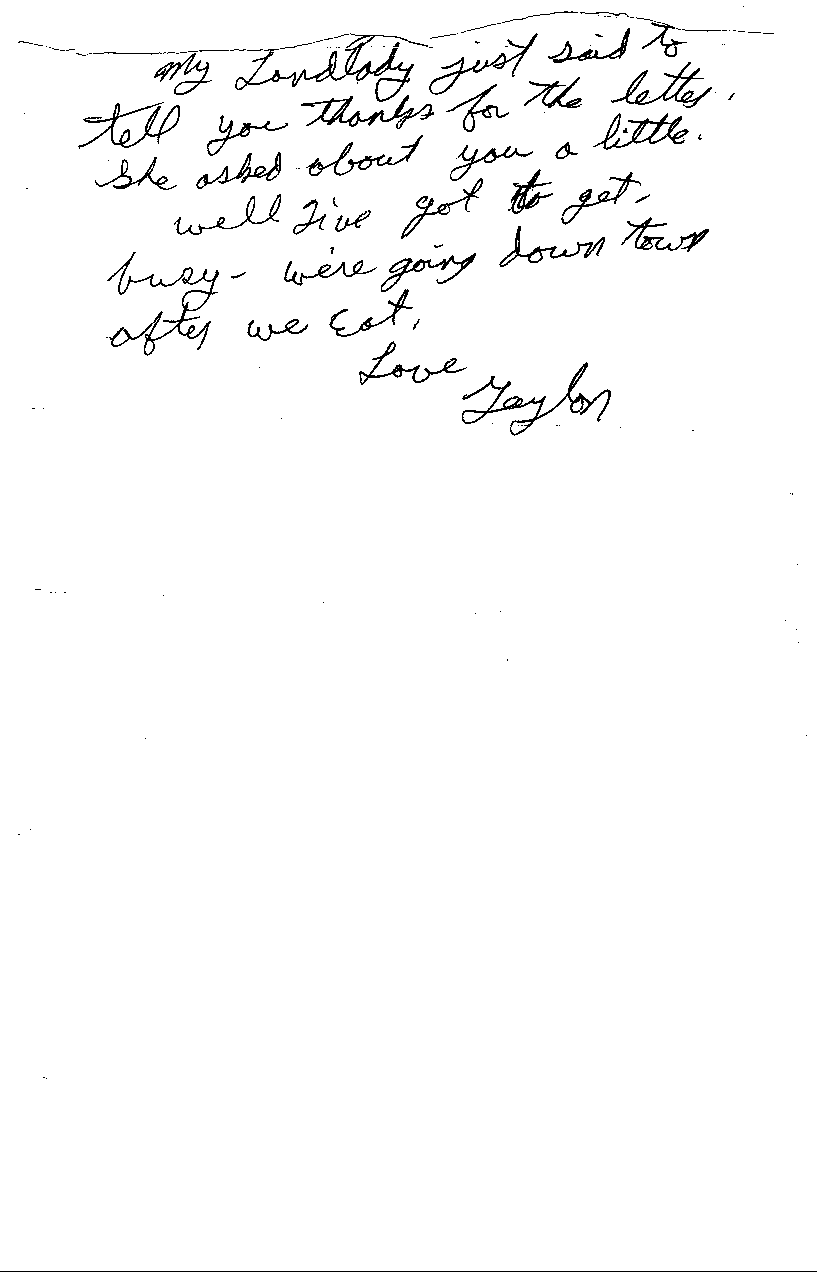 My Landlady just said to
tell you thanks for the letter.
She asked about you a little.
well I've got to get
busy - we're going down town
after we eat.
Love
Taylor